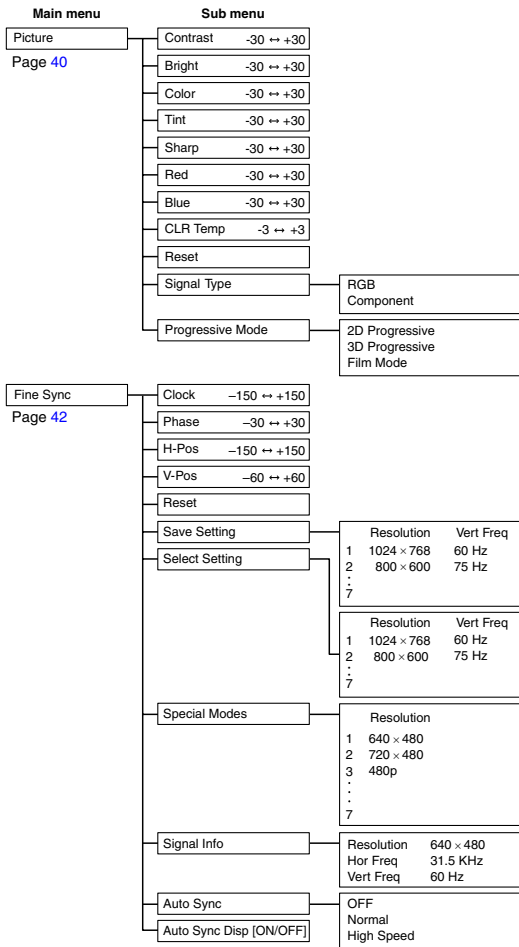 Main menu Sub menu
Picture
Page 40
Contrast -30 ↔ +30
Bright -30 ↔ +30
Color -30 ↔ +30
Tint -30 ↔ +30
Sharp -30 ↔ +30
Red -30 ↔ +30
Blue -30 ↔ +30
CLR Temp -3 ↔ +3
Reset
Signal Type
RGB
Component
Progressive Mode
2D Progressive
3D Progressive
Film Mode
Fine Sync
Page 42
Clock –150 ↔ +150
Phase –30 ↔ +30
H-Pos –150 ↔ +150
V-Pos –60 ↔ +60
Reset
Save Setting
Resolution Vert Freq
1 1024 × 768 60 Hz
2 800 × 600 75 Hz
:
7
Select Setting
Resolution Vert Freq
1 1024 × 768 60 Hz
2 800 × 600 75 Hz
:
7
Special Modes
Resolution
1 640 × 480
2 720 × 480
3 480p
.
.
.
7
Signal Info
Resolution 640 × 480
Hor Freq 31.5 KHz
Vert Freq 60 Hz
Auto Sync
OFF
Normal
High Speed
Auto Sync Disp [ON/OFF]